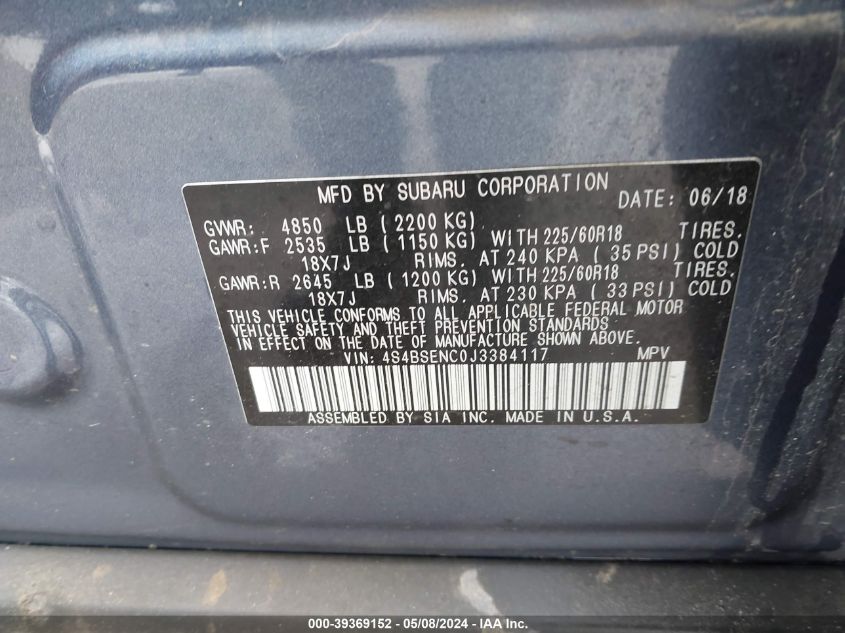 MFD BY SUBARU CORPORATION DATE: 06/18
GVWR: 4850 LB (2200 KG)
GAWR:F 2535 LB (1150 KG) WITH 225/60R18 TIRES.
18X7J RIMS. AT 240 KPA (35 PSI) COLD
GAWR:R 2645 LB (1200 KG) WITH 225/60R18 TIRES.
18X7J RIMS. AT 230 KPA (33 PSI) COLD
THIS VEHICLE CONFORMS TO ALL APPLICABLE FEDERAL MOTOR
VEHICLE SAFETY AND THEFT PREVENTION STANDARDS
IN EFFECT ON THE DATE OF MANUFACTURE SHOWN ABOVE.
VIN: 4S4BSENC0J3384117 MPV
ASSEMBLED BY SIA INC. MADE IN U.S.A.
000-39369152 - 05/08/2024 - IAA Inc.